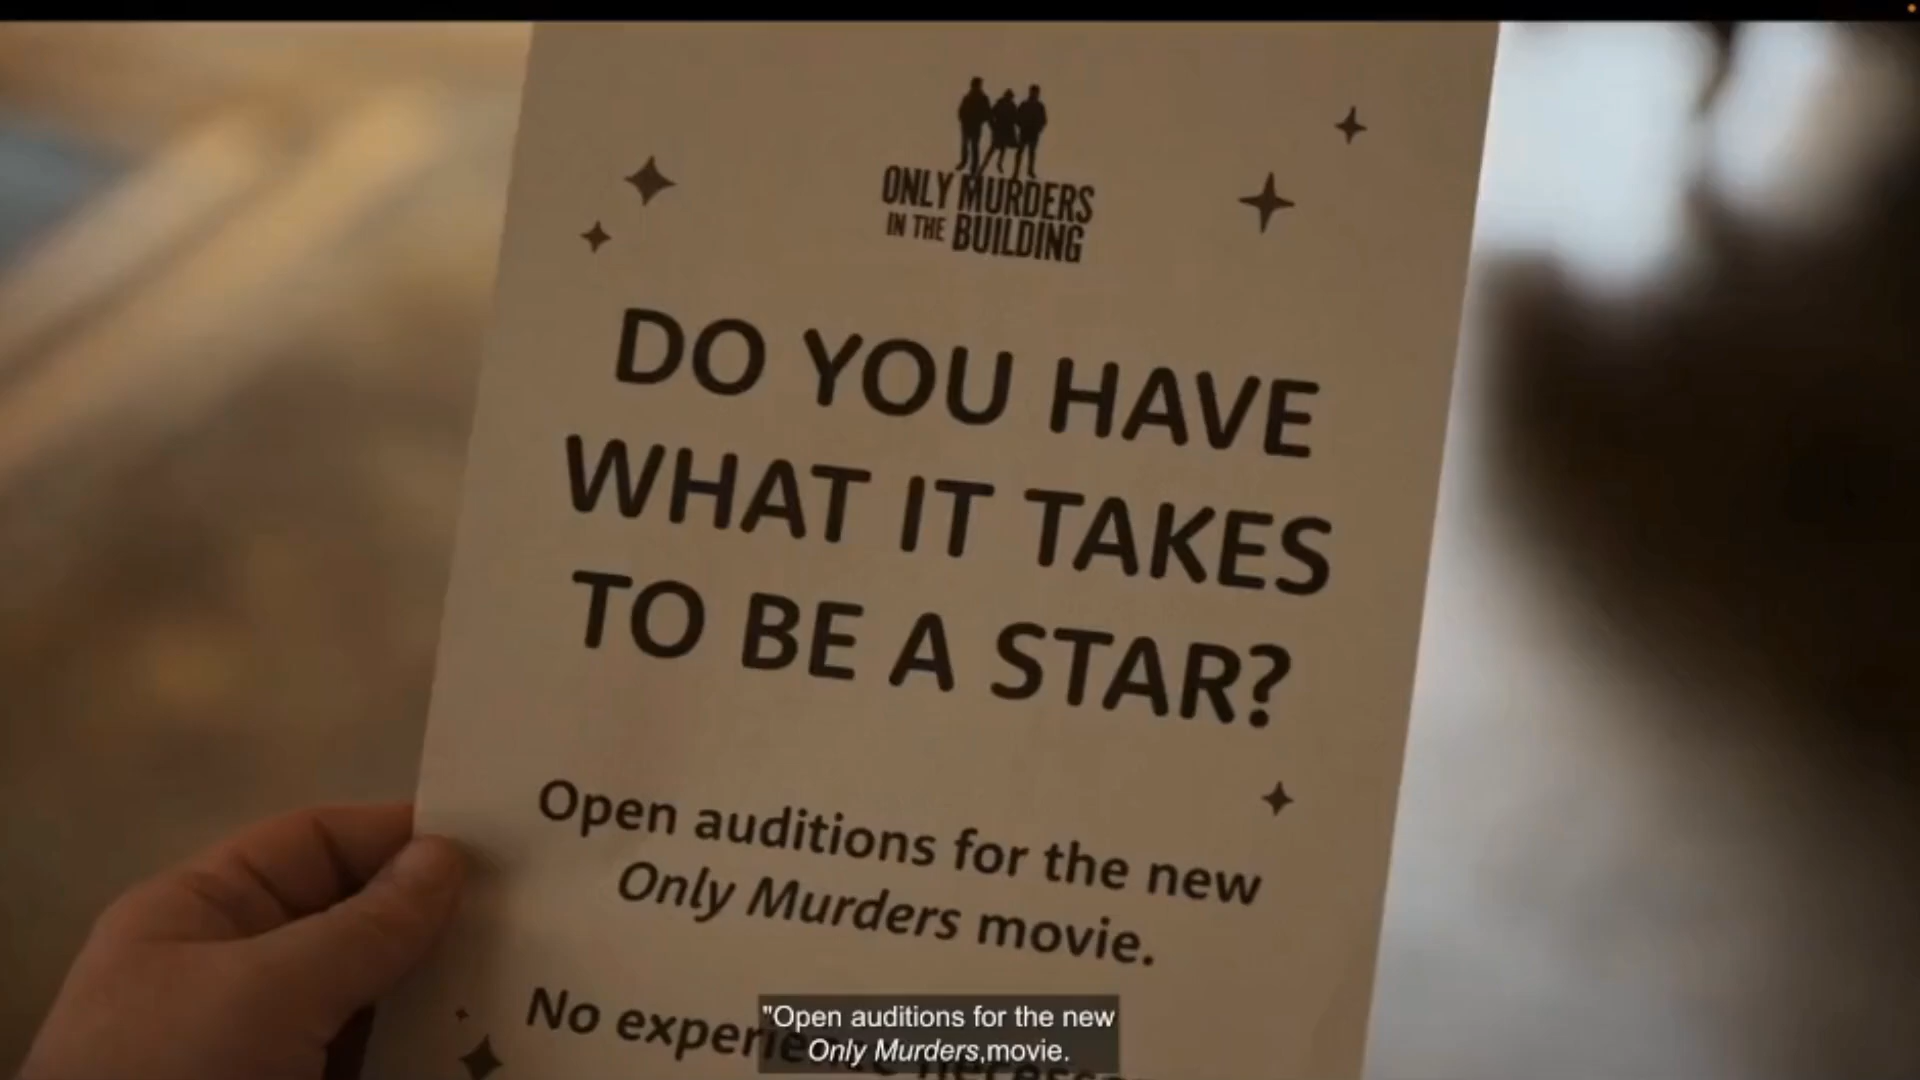 ONLY MURDERS
IN THE BUILDING
DO YOU HAVE
WHAT IT TAKES
TO BE A STAR?
Open auditions for the new
Only Murders movie.
No
"Open auditions for the new
Only Murders,movie.